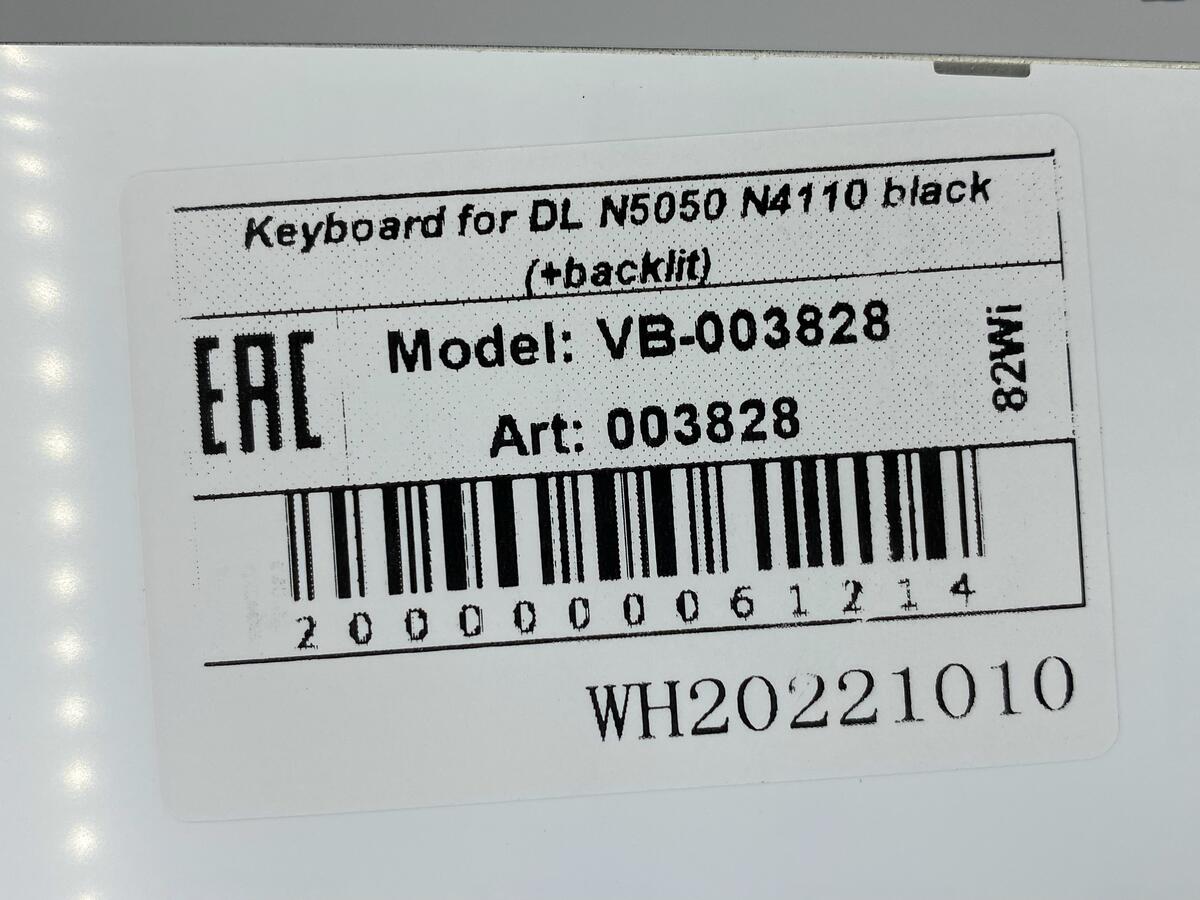 Keyboard for DL N5050 N4110 black
(+backlit)
EAC
Model: VB-003828
Art: 003828
82Wi
2000000061214
WH20221010